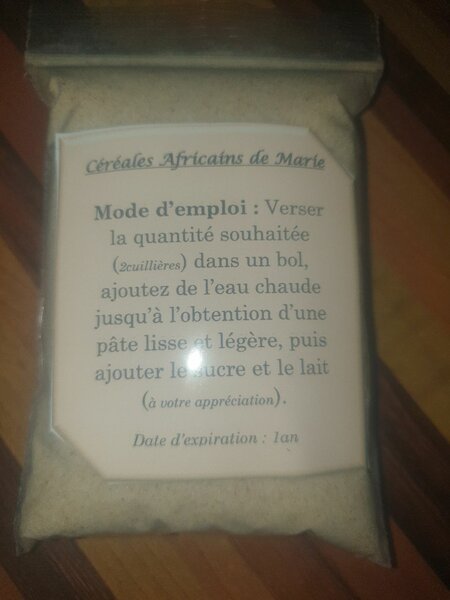 Céréales Africains de Marie
Mode d'emploi : Verser
la quantité souhaitée
(2cuillières) dans un bol,
ajoutez de l'eau chaude
jusqu'à l'obtention d'une
pâte lisse et légère, puis
ajouter le sucre et le lait
(à votre appréciation).
Date d'expiration : 1an